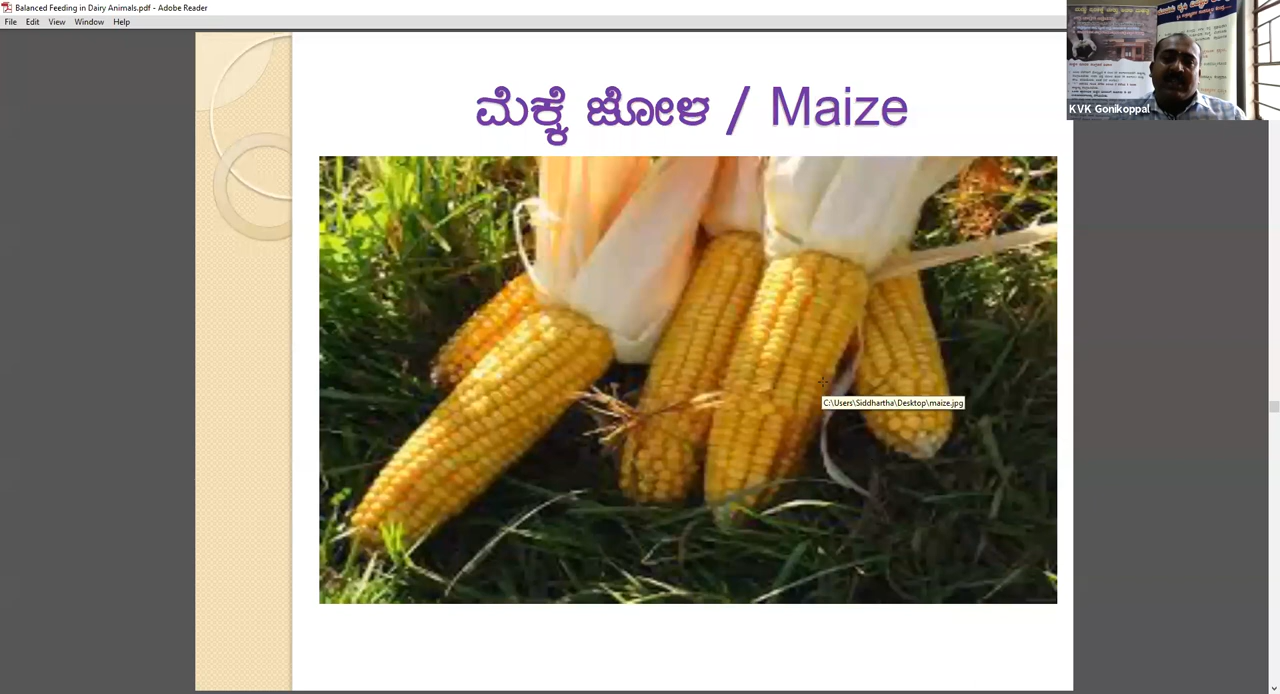 Balanced Feeding in Dairy Animals.pdf - Adobe Reader
File Edit View Window Help
ಮೆಕ್ಕೆ ಜೋಳ / Maize
KVK Gonikoppal
C:\Users\Siddhartha\Desktop\maize.jpg